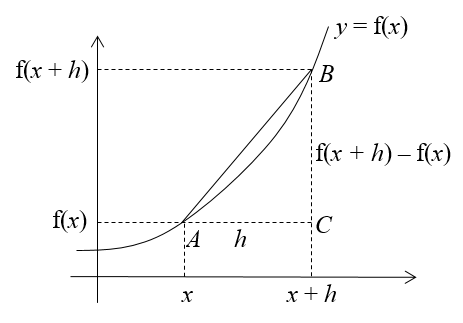 y = f(x)
f(x + h)
B
f(x + h) – f(x)
f(x)
A
h
C
x
x + h